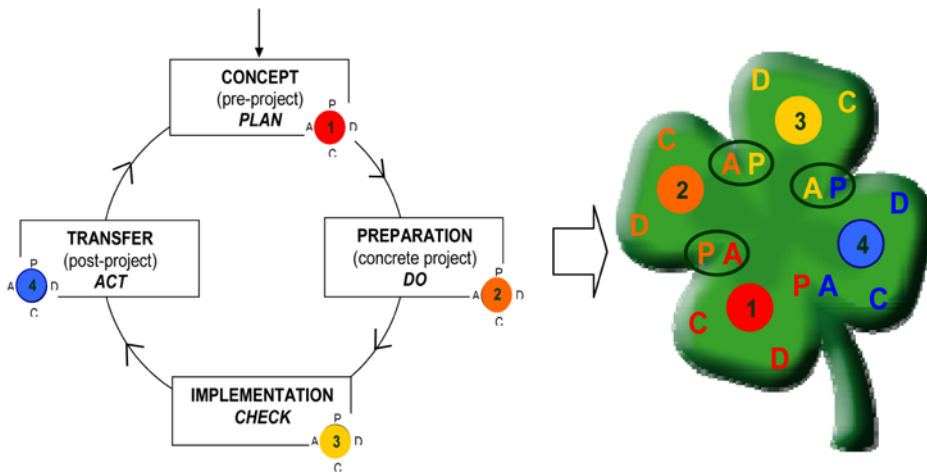 CONCEPT
(pre-project)
PLAN
P
A 1 D
C
TRANSFER
(post-project)
ACT
P
A 4 D
C
PREPARATION
(concrete project)
DO
P
A 2 D
C
IMPLEMENTATION
CHECK
P
A 3 D
C
D
C
3
C
A P
2
A P
D
D
4
P A
P A
C
1
C
D